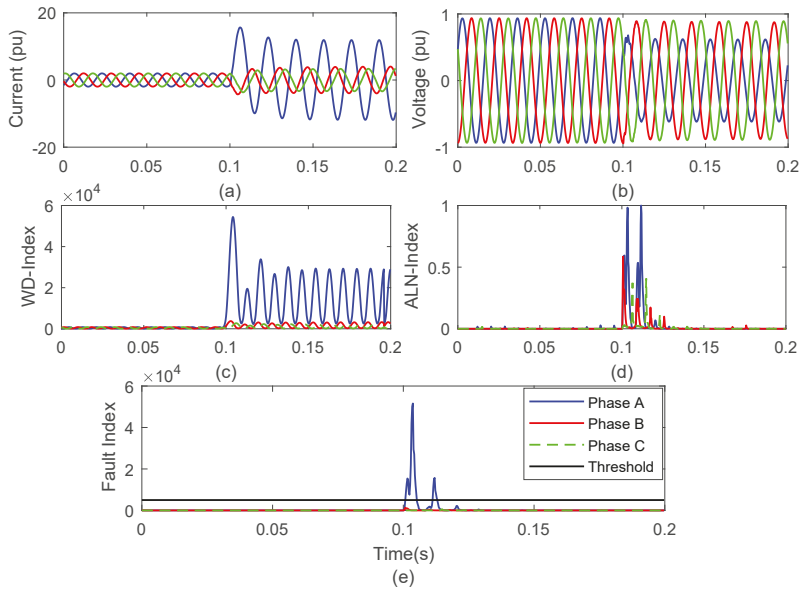 20
0
-20
Current (pu)
0
0.05
0.1
0.15
0.2
(a)
1
0
-1
Voltage (pu)
0
0.05
0.1
0.15
0.2
(b)
×10⁴
6
4
2
0
WD-Index
0
0.05
0.1
0.15
0.2
(c)
1
0.5
0
ALN-Index
0
0.05
0.1
0.15
0.2
(d)
×10⁴
6
4
2
0
Fault Index
Phase A
Phase B
Phase C
Threshold
0
0.05
0.1
0.15
0.2
Time(s)
(e)